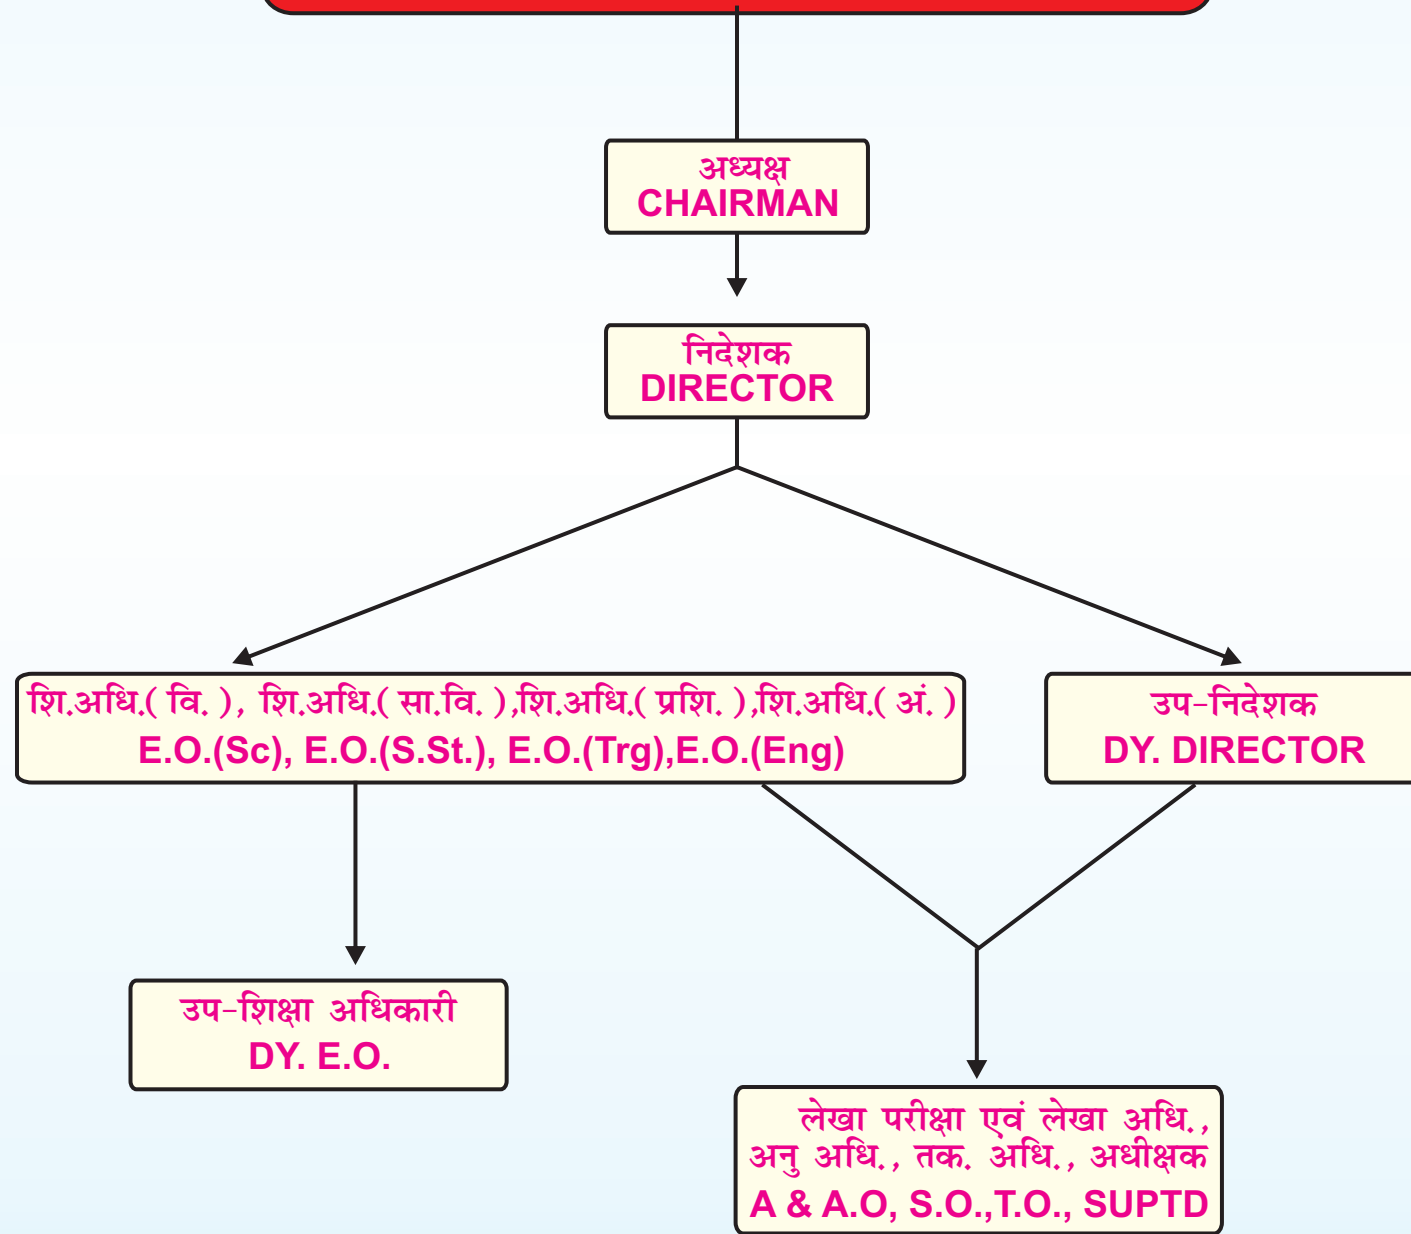 अध्यक्ष
CHAIRMAN
निदेशक
DIRECTOR
शि.अधि.( वि. ), शि.अधि.( सा.वि. ),शि.अधि.( प्रशि. ),शि.अधि.( अं. )
E.O.(Sc), E.O.(S.St.), E.O.(Trg),E.O.(Eng)
उप-निदेशक
DY. DIRECTOR
उप-शिक्षा अधिकारी
DY. E.O.
लेखा परीक्षा एवं लेखा अधि.,
अनु अधि., तक. अधि., अधीक्षक
A & A.O, S.O.,T.O., SUPTD